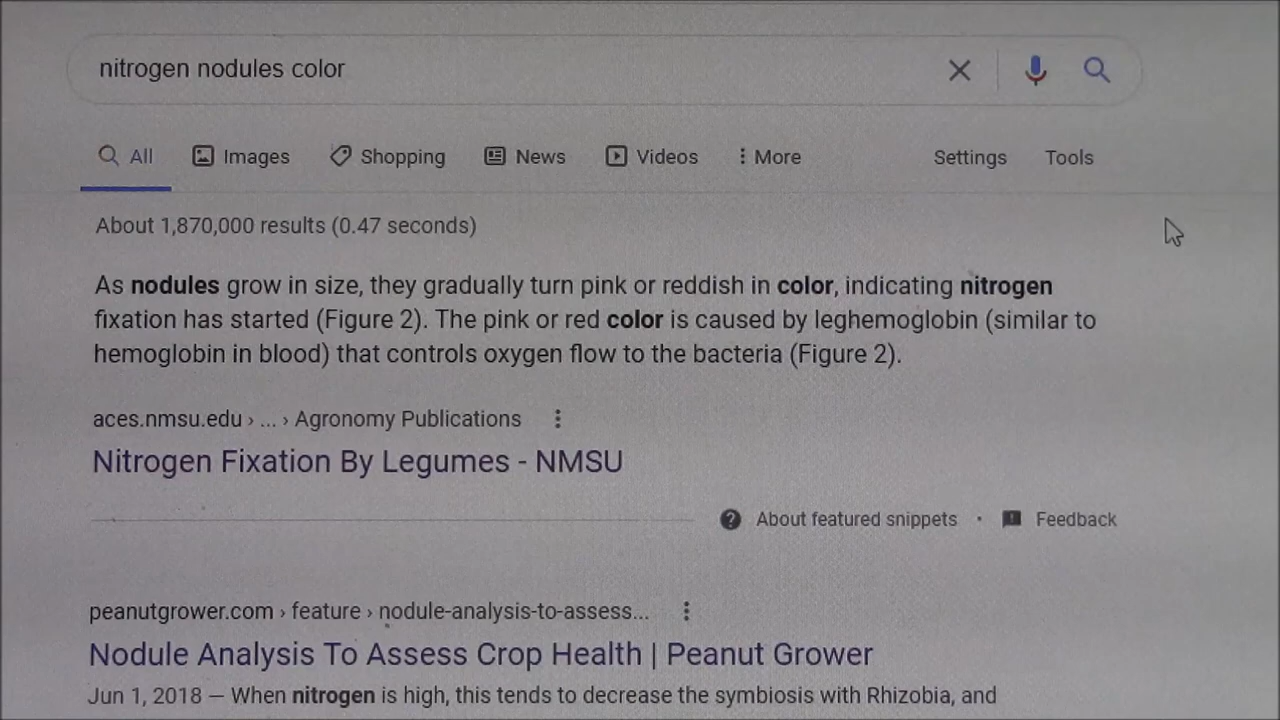 nitrogen nodules color
All Images Shopping News Videos More Settings Tools
About 1,870,000 results (0.47 seconds)
As nodules grow in size, they gradually turn pink or reddish in color, indicating nitrogen
fixation has started (Figure 2). The pink or red color is caused by leghemoglobin (similar to
hemoglobin in blood) that controls oxygen flow to the bacteria (Figure 2).
aces.nmsu.edu › ... › Agronomy Publications
Nitrogen Fixation By Legumes - NMSU
About featured snippets · Feedback
peanutgrower.com › feature › nodule-analysis-to-assess...
Nodule Analysis To Assess Crop Health | Peanut Grower
Jun 1, 2018 — When nitrogen is high, this tends to decrease the symbiosis with Rhizobia, and